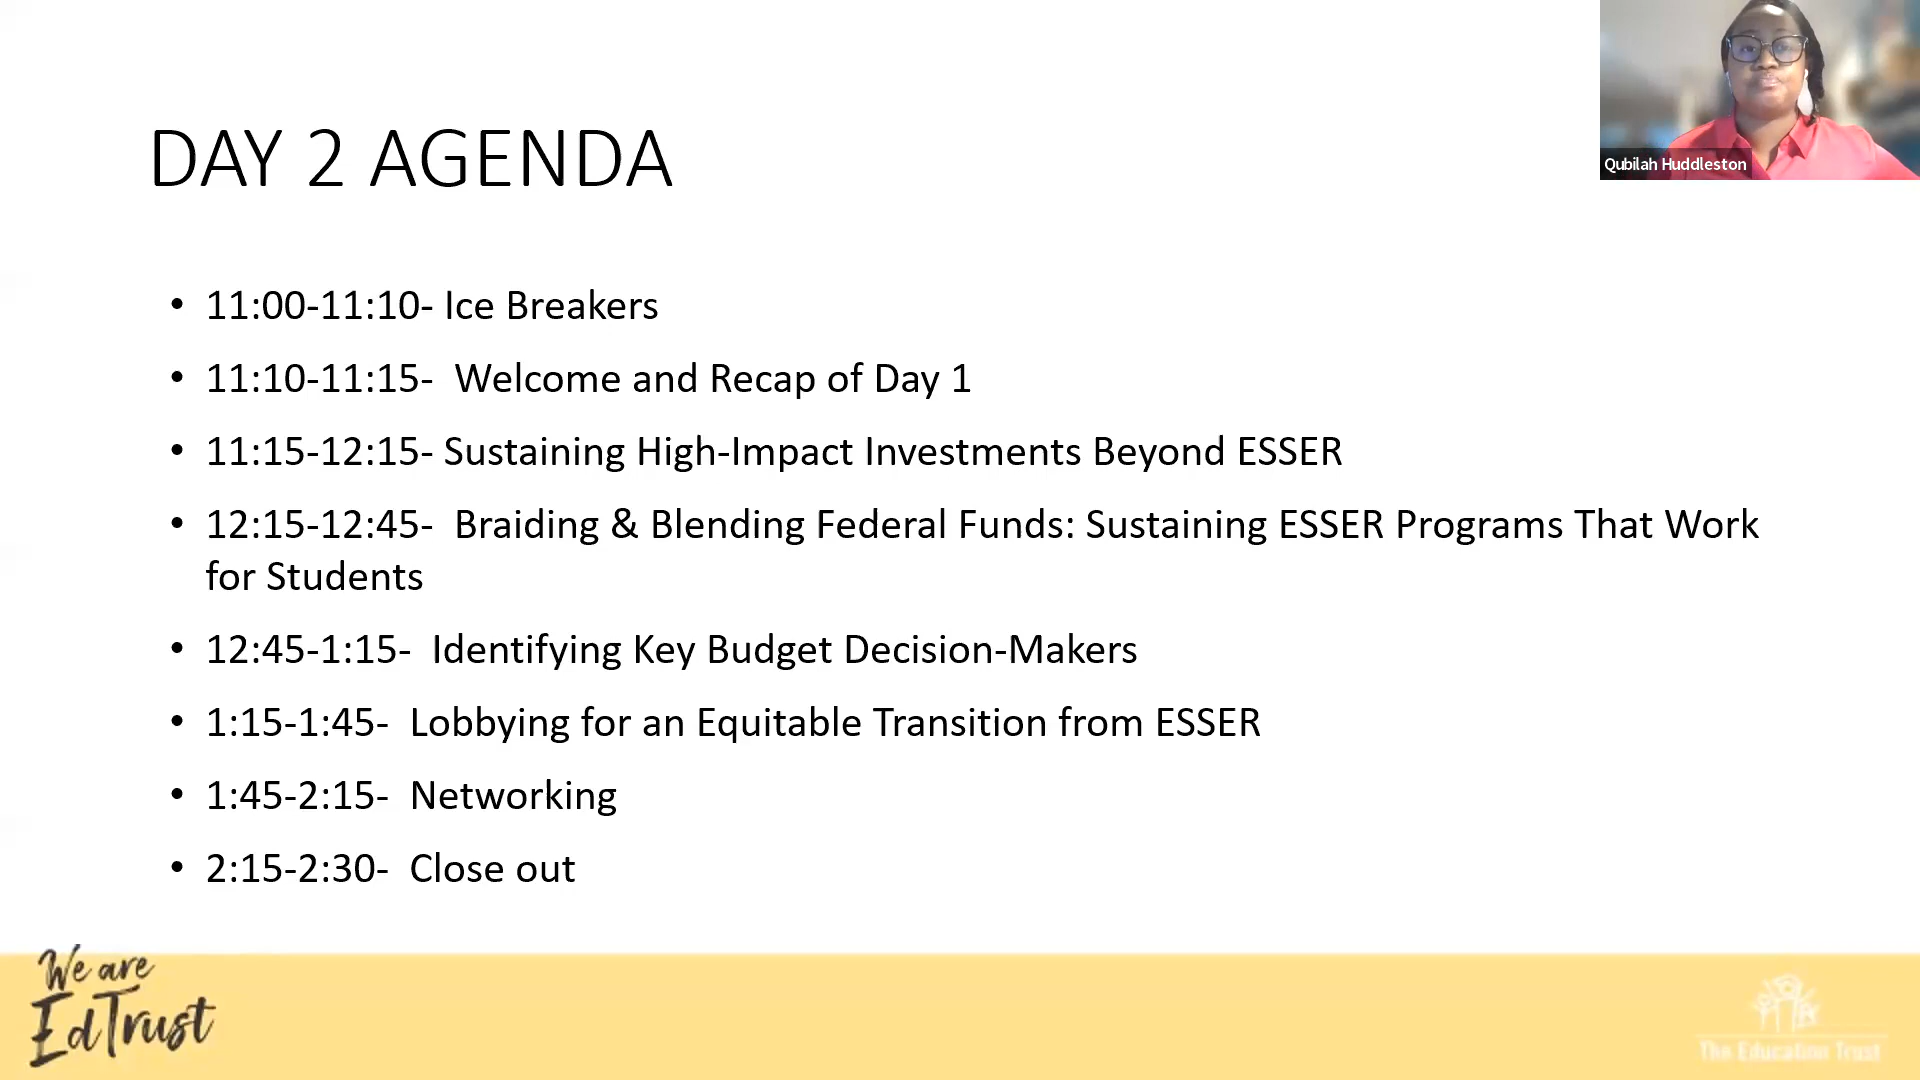 Qubilah Huddleston
DAY 2 AGENDA
• 11:00-11:10- Ice Breakers
• 11:10-11:15-  Welcome and Recap of Day 1
• 11:15-12:15- Sustaining High-Impact Investments Beyond ESSER
• 12:15-12:45-  Braiding & Blending Federal Funds: Sustaining ESSER Programs That Work
for Students
• 12:45-1:15-  Identifying Key Budget Decision-Makers
• 1:15-1:45-  Lobbying for an Equitable Transition from ESSER
• 1:45-2:15-  Networking
• 2:15-2:30-  Close out
We are
EdTrust
The Education Trust